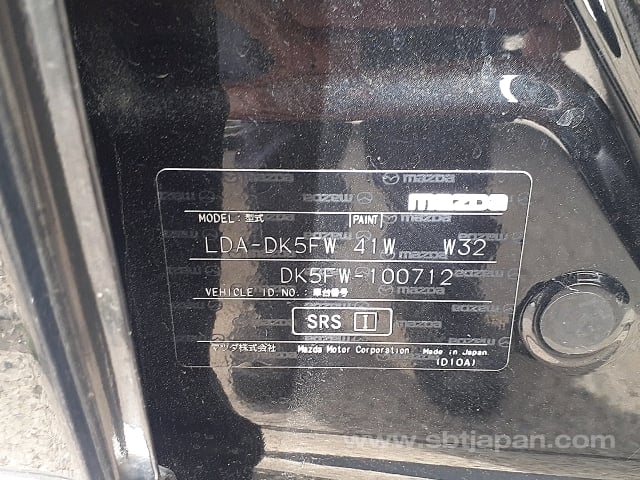 mazda
MODEL: 型式 PAINT
LDA-DK5FW 41W W32
DK5FW-100712
VEHICLE ID.NO.: 車台番号
SRS I
マツダ株式会社 Mazda Motor Corporation Made in Japan
(D10A)
www.sbtjapan.com